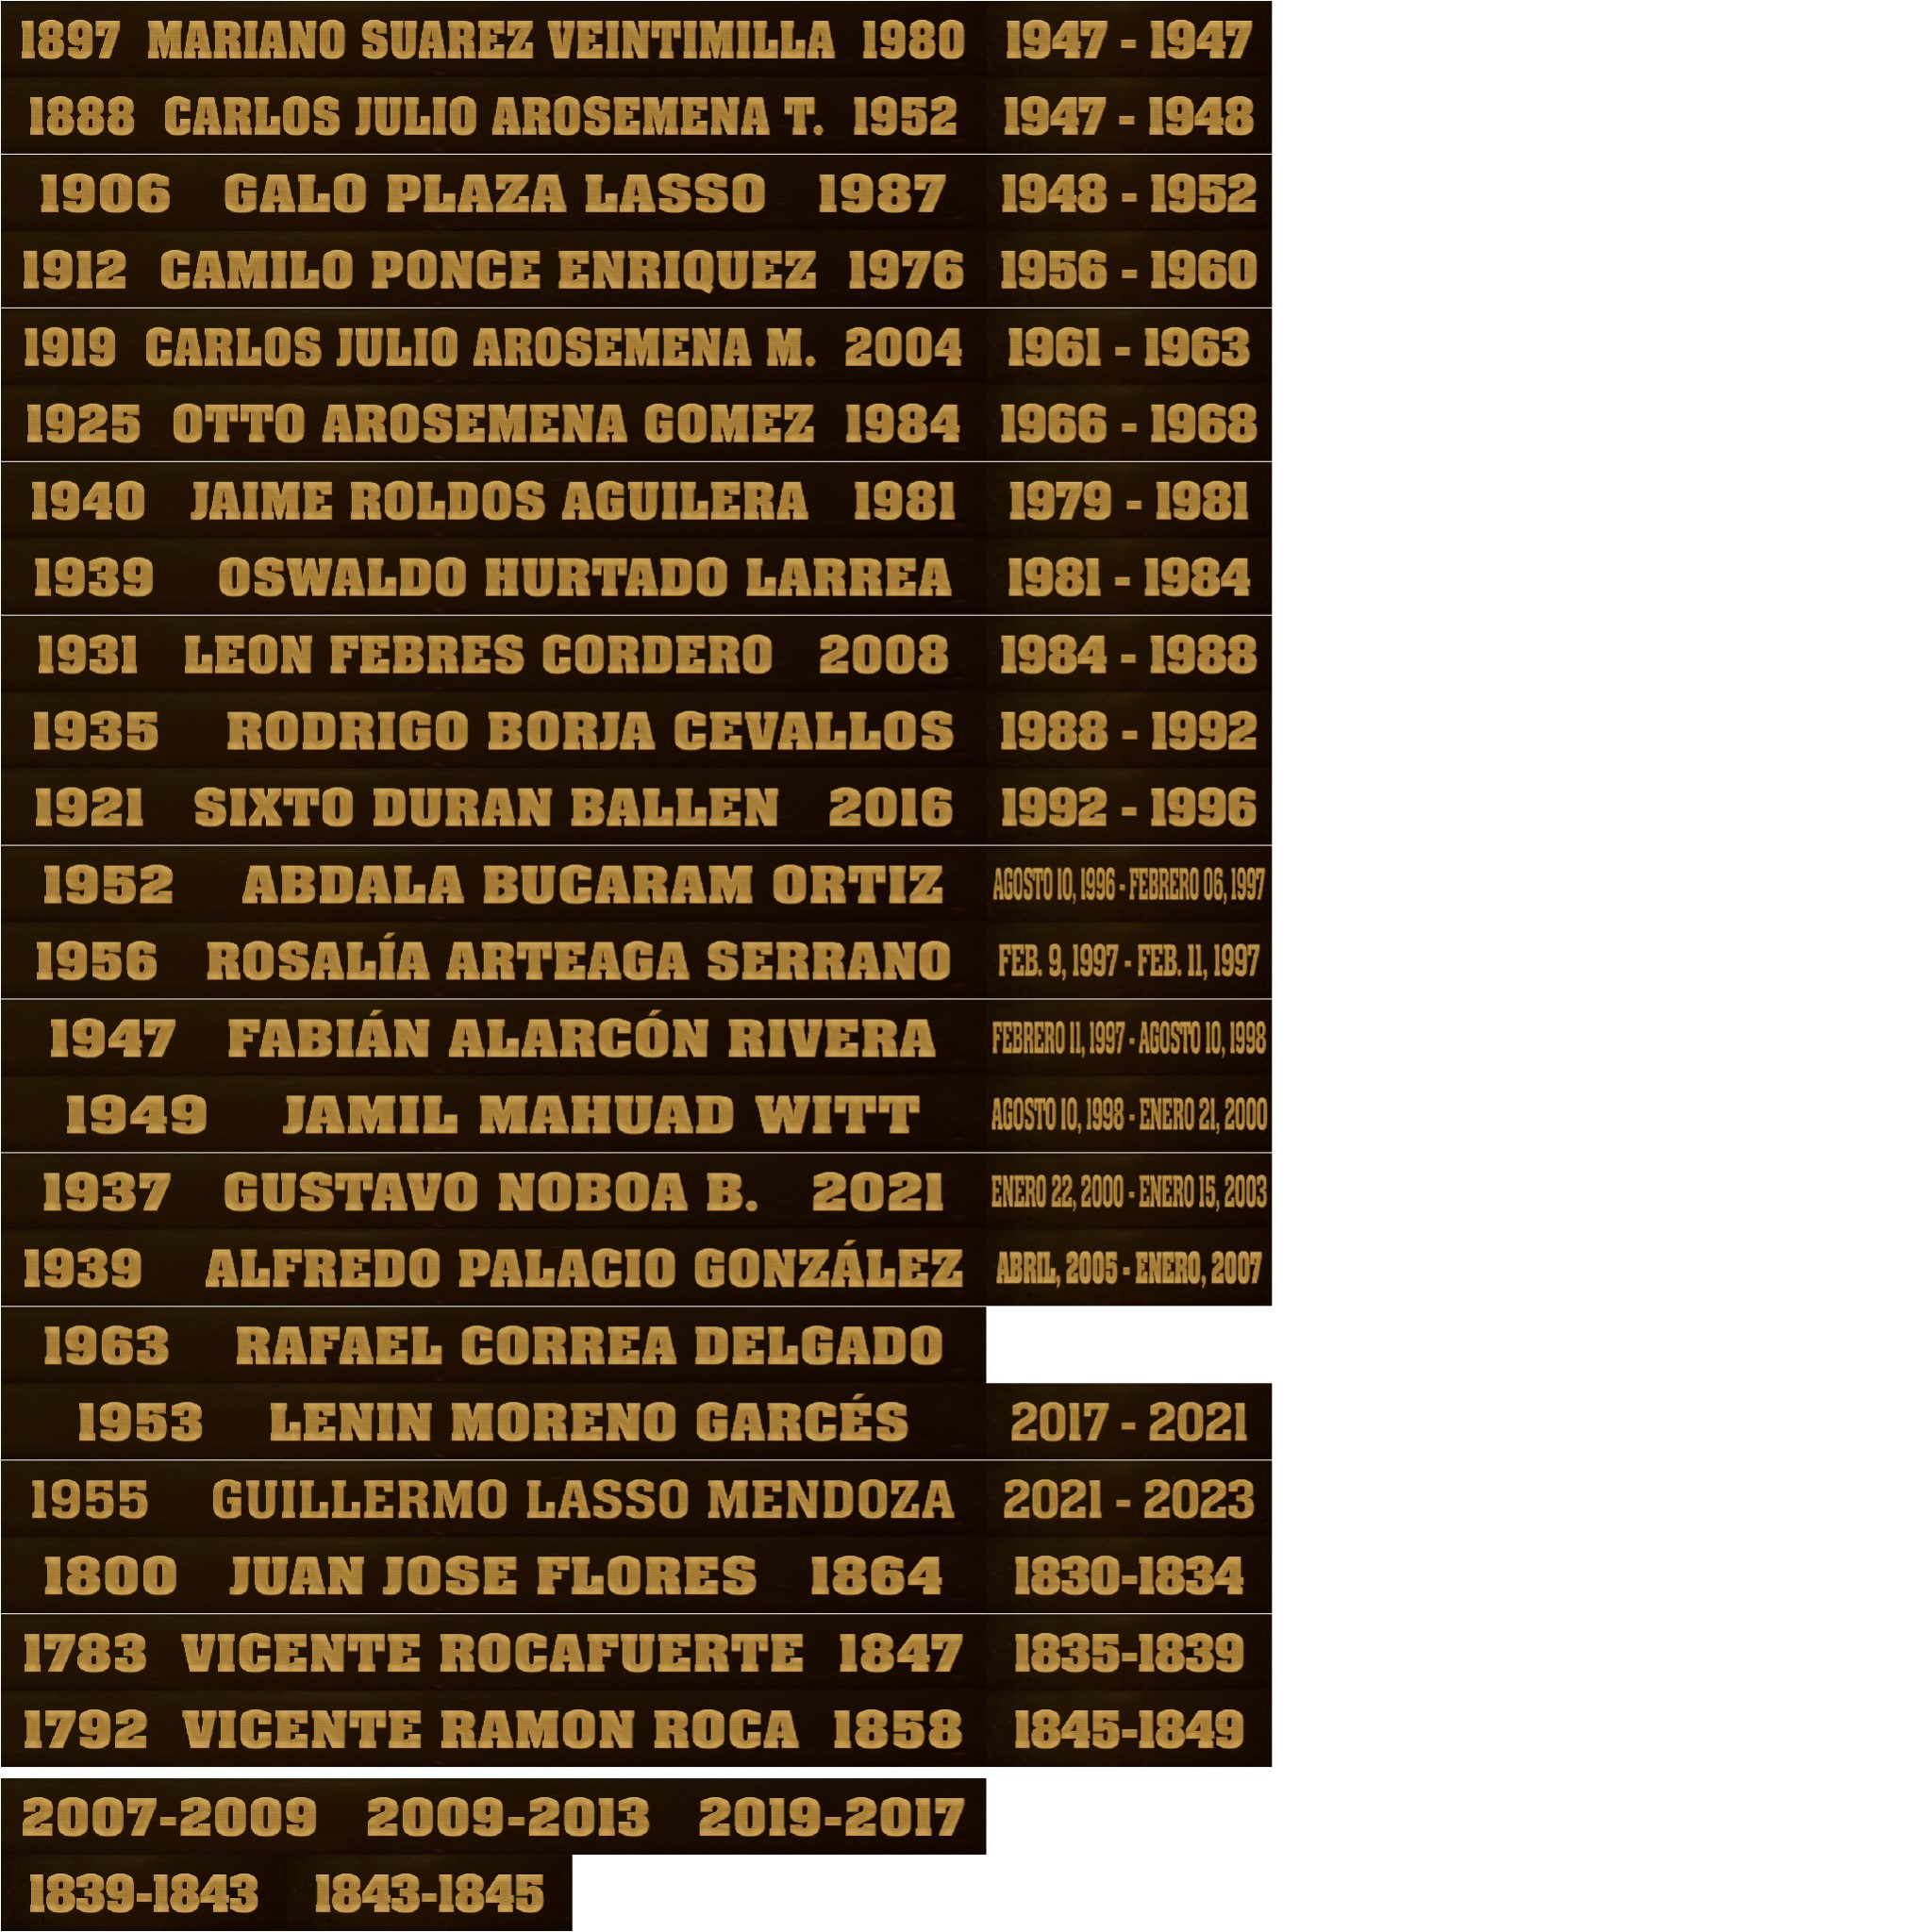 1897 MARIANO SUAREZ VEINTIMILLA 1980 1947 - 1947
1888 CARLOS JULIO AROSEMENA T. 1952 1947 - 1948
1906 GALO PLAZA LASSO 1987 1948 - 1952
1912 CAMILO PONCE ENRIQUEZ 1976 1956 - 1960
1919 CARLOS JULIO AROSEMENA M. 2004 1961 - 1963
1925 OTTO AROSEMENA GOMEZ 1984 1966 - 1968
1940 JAIME ROLDOS AGUILERA 1981 1979 - 1981
1939 OSWALDO HURTADO LARREA 1981 - 1984
1931 LEON FEBRES CORDERO 2008 1984 - 1988
1935 RODRIGO BORJA CEVALLOS 1988 - 1992
1921 SIXTO DURAN BALLEN 2016 1992 - 1996
1952 ABDALA BUCARAM ORTIZ AGOSTO 10, 1996 - FEBRERO 06, 1997
1956 ROSALÍA ARTEAGA SERRANO FEB. 9, 1997 - FEB. 11, 1997
1947 FABIÁN ALARCÓN RIVERA FEBRERO 11, 1997 - AGOSTO 10, 1998
1949 JAMIL MAHUAD WITT AGOSTO 10, 1998 - ENERO 21, 2000
1937 GUSTAVO NOBOA B. 2021 ENERO 22, 2000 - ENERO 15, 2003
1939 ALFREDO PALACIO GONZÁLEZ ABRIL, 2005 - ENERO, 2007
1963 RAFAEL CORREA DELGADO
1953 LENIN MORENO GARCÉS 2017 - 2021
1955 GUILLERMO LASSO MENDOZA 2021 - 2023
1800 JUAN JOSE FLORES 1864 1830-1834
1783 VICENTE ROCAFUERTE 1847 1835-1839
1792 VICENTE RAMON ROCA 1858 1845-1849
2007-2009 2009-2013 2019-2017
1839-1843 1843-1845